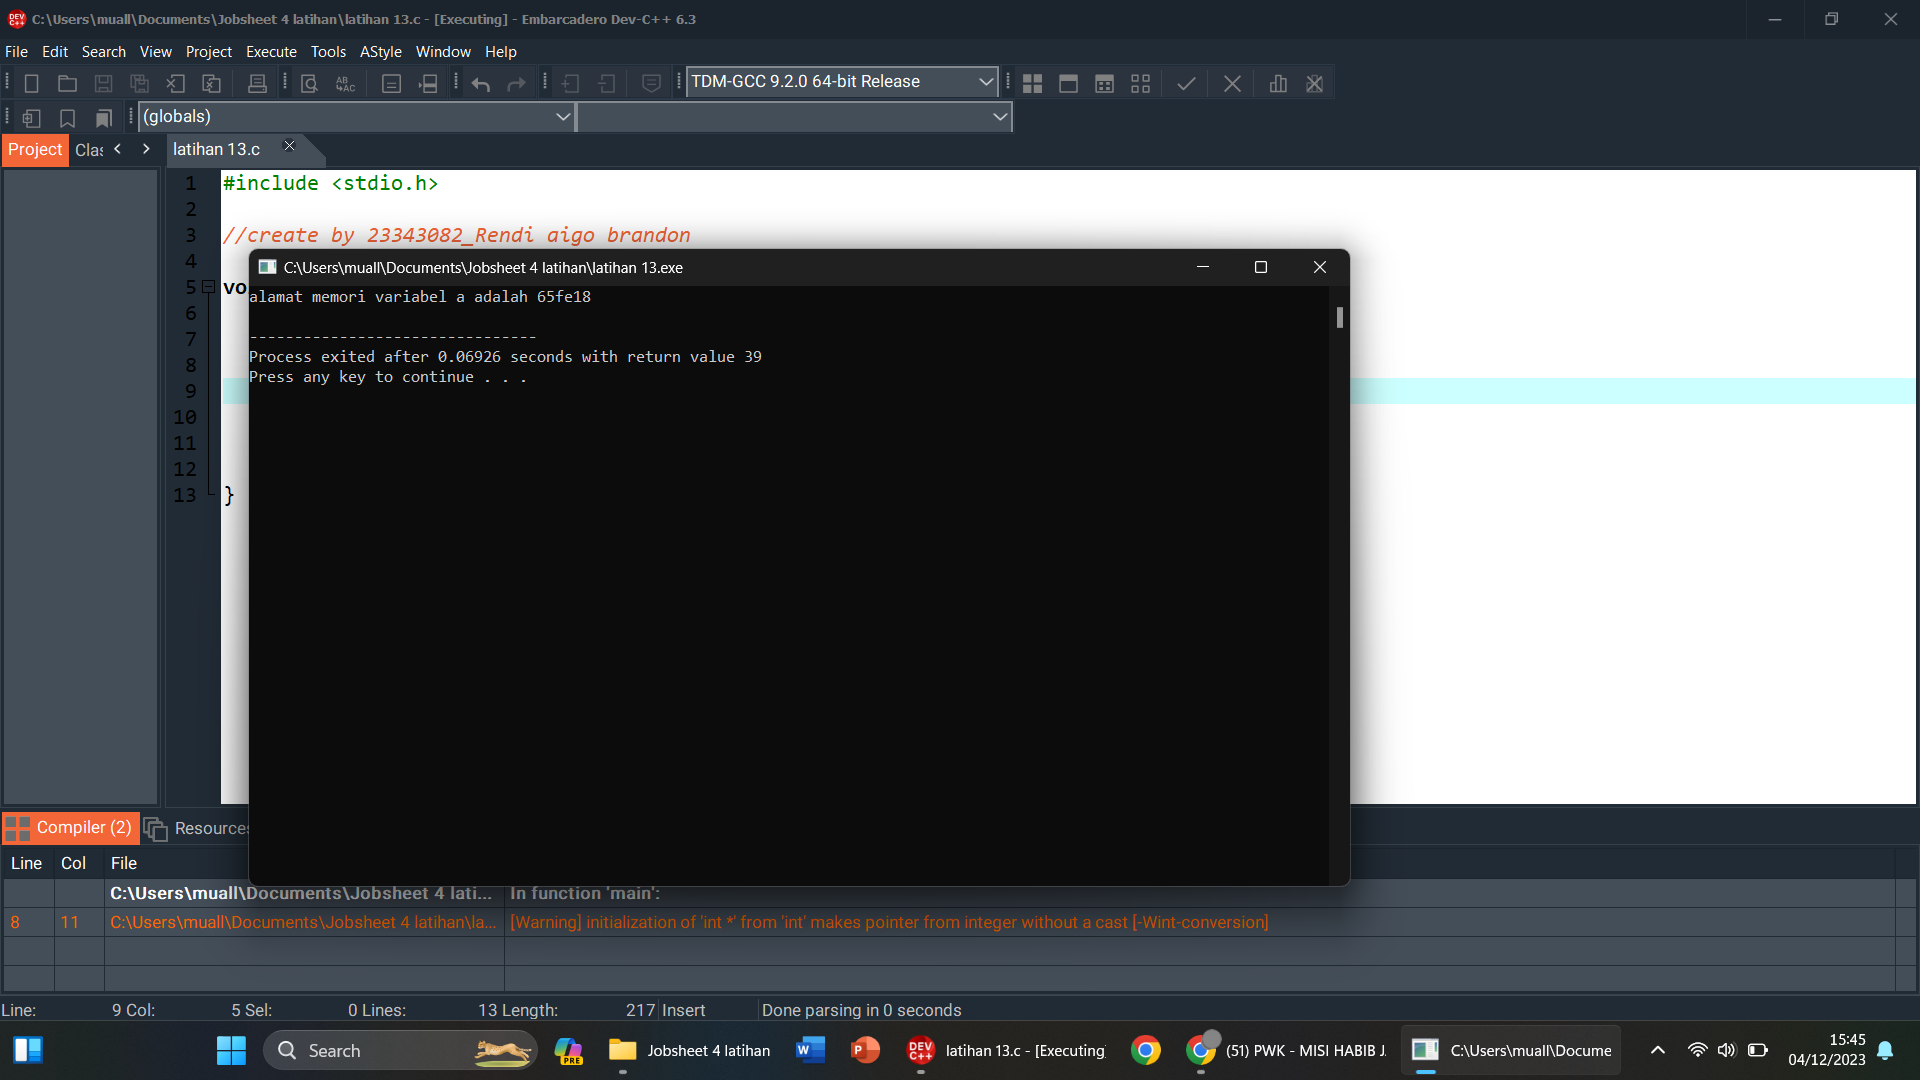 C:\Users\muall\Documents\Jobsheet 4 latihan\latihan 13.c - [Executing] - Embarcadero Dev-C++ 6.3
File Edit Search View Project Execute Tools AStyle Window Help
TDM-GCC 9.2.0 64-bit Release
(globals)
Project Clas latihan 13.c
1 #include <stdio.h>
2
3 //create by 23343082_Rendi aigo brandon
4
5 vo
6
7
8
9
10
11
12
13 }
C:\Users\muall\Documents\Jobsheet 4 latihan\latihan 13.exe
alamat memori variabel a adalah 65fe18
--------------------------------
Process exited after 0.06926 seconds with return value 39
Press any key to continue . . .
Compiler (2) Resources
Line Col File
C:\Users\muall\Documents\Jobsheet 4 lati... In function 'main':
8 11 C:\Users\muall\Documents\Jobsheet 4 latihan\la... [Warning] initialization of 'int *' from 'int' makes pointer from integer without a cast [-Wint-conversion]
Line: 9 Col: 5 Sel: 0 Lines: 13 Length: 217 Insert Done parsing in 0 seconds
Search PRE Jobsheet 4 latihan latihan 13.c - [Executing (51) PWK - MISI HABIB J. C:\Users\muall\Docume 15:45
04/12/2023